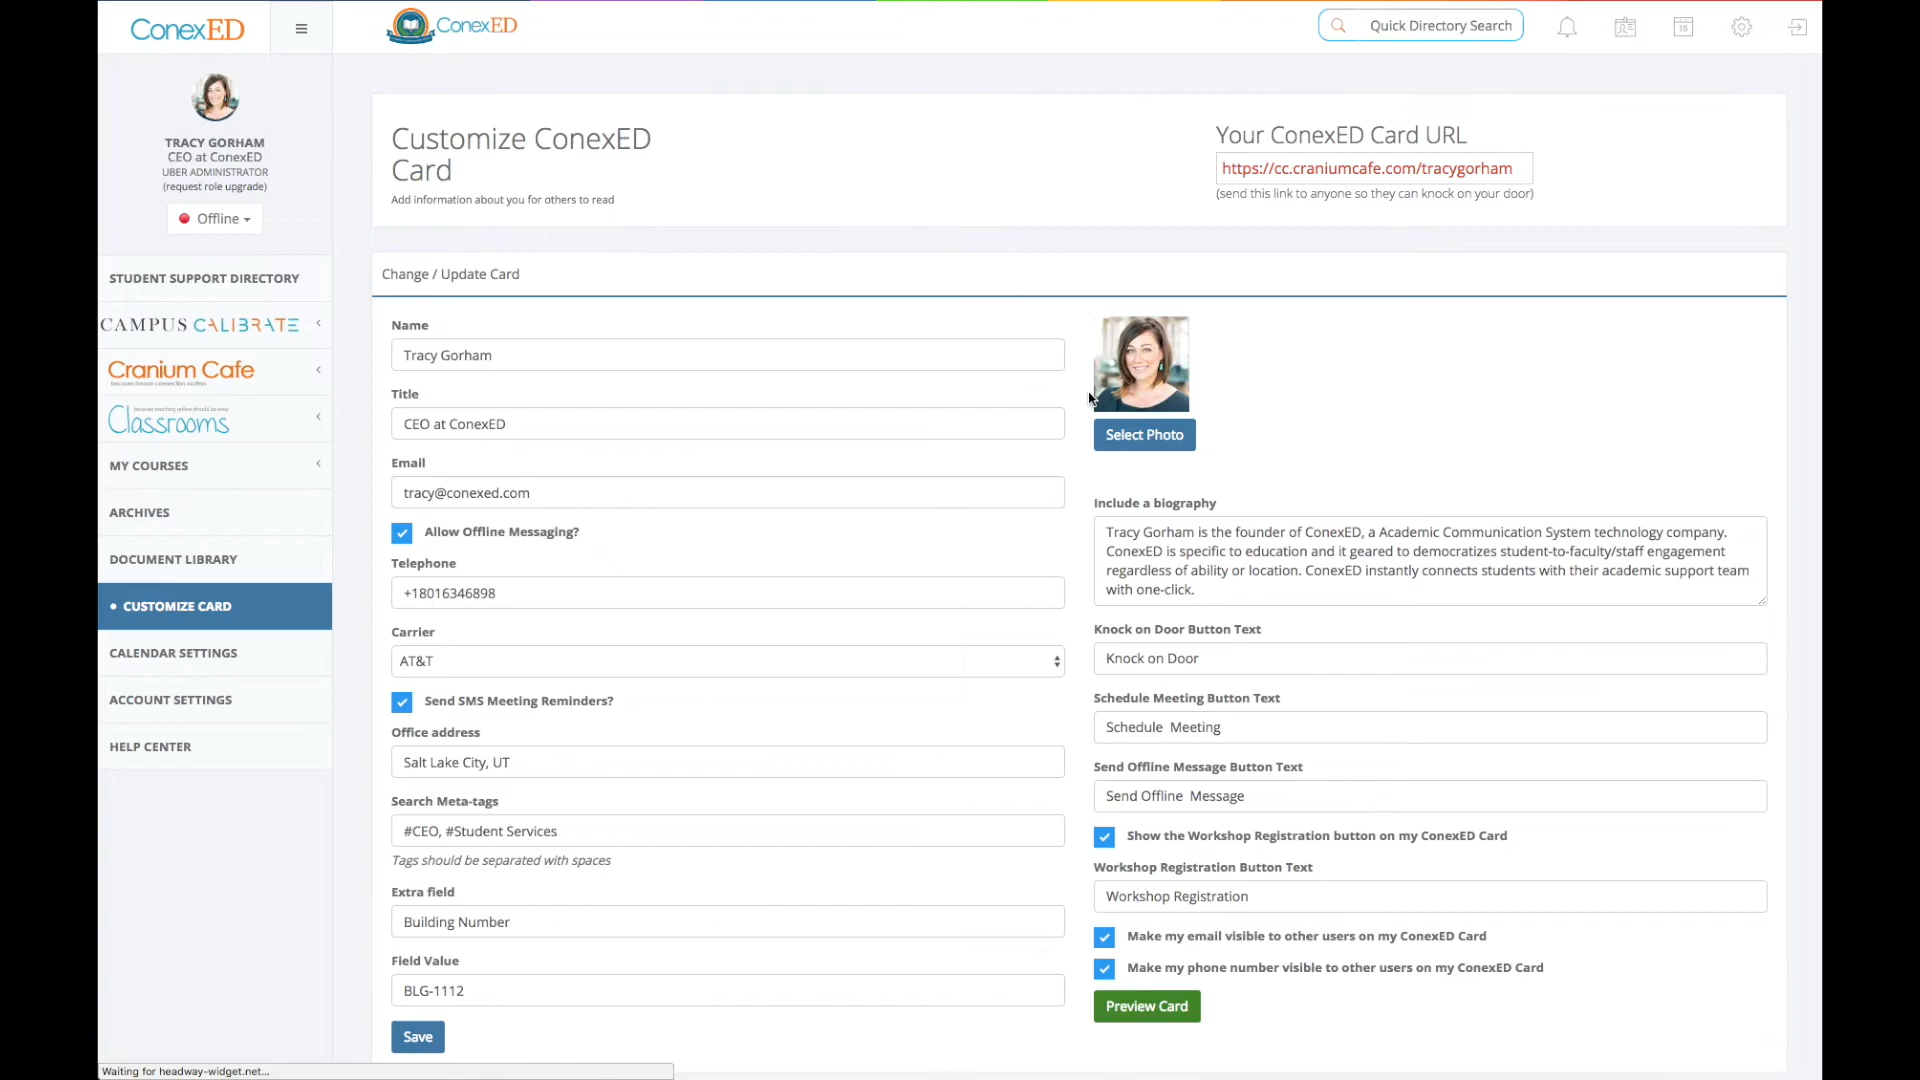 ConexED
ConexED
Quick Directory Search
16
TRACY GORHAM
CEO at ConexED
UBER ADMINISTRATOR
(request role upgrade)
Offline
STUDENT SUPPORT DIRECTORY
CAMPUS CALIBRATE
Cranium Cafe
because human connection matters
because teaching online should be easy
Classrooms
MY COURSES
ARCHIVES
DOCUMENT LIBRARY
CUSTOMIZE CARD
CALENDAR SETTINGS
ACCOUNT SETTINGS
HELP CENTER
Customize ConexED
Card
Add information about you for others to read
Your ConexED Card URL
https://cc.craniumcafe.com/tracygorham
(send this link to anyone so they can knock on your door)
Change / Update Card
Name
Tracy Gorham
Title
CEO at ConexED
Email
tracy@conexed.com
Allow Offline Messaging?
Telephone
+18016346898
Carrier
AT&T
Send SMS Meeting Reminders?
Office address
Salt Lake City, UT
Search Meta-tags
#CEO, #Student Services
Tags should be separated with spaces
Extra field
Building Number
Field Value
BLG-1112
Save
Select Photo
Include a biography
Tracy Gorham is the founder of ConexED, a Academic Communication System technology company.
ConexED is specific to education and it geared to democratizes student-to-faculty/staff engagement
regardless of ability or location. ConexED instantly connects students with their academic support team
with one-click.
Knock on Door Button Text
Knock on Door
Schedule Meeting Button Text
Schedule  Meeting
Send Offline Message Button Text
Send Offline  Message
Show the Workshop Registration button on my ConexED Card
Workshop Registration Button Text
Workshop Registration
Make my email visible to other users on my ConexED Card
Make my phone number visible to other users on my ConexED Card
Preview Card
Waiting for headway-widget.net...